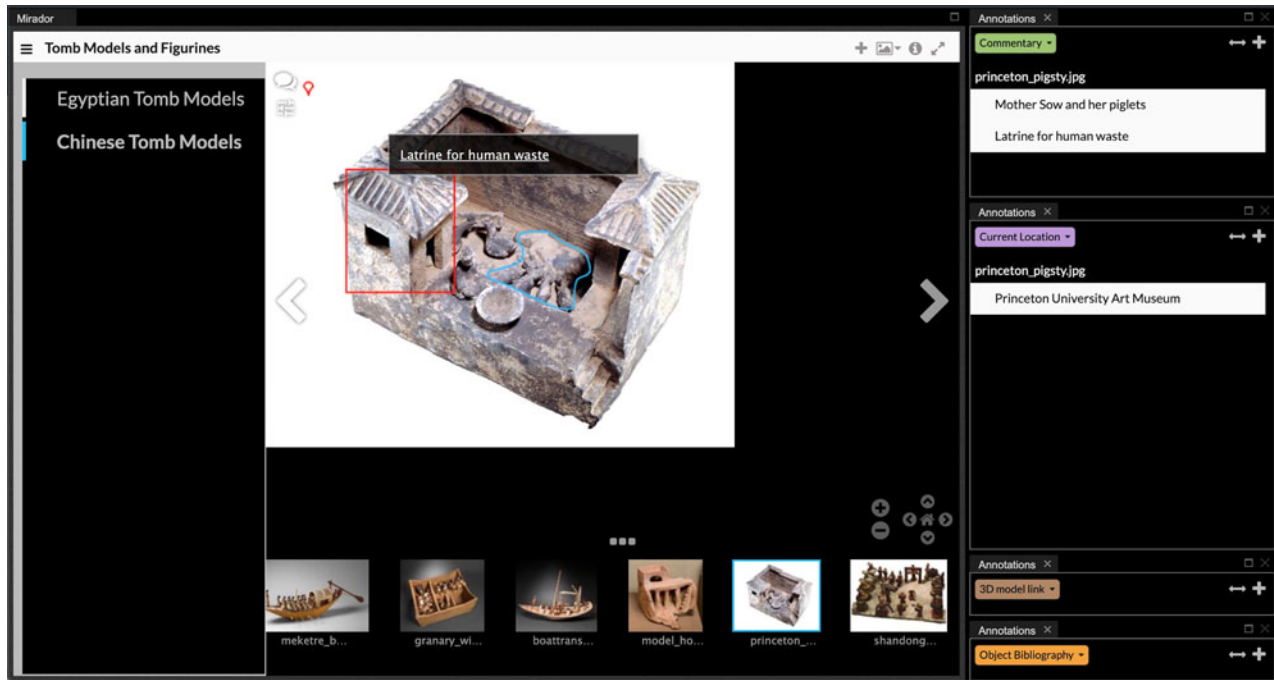 Mirador
Tomb Models and Figurines
Egyptian Tomb Models
Chinese Tomb Models
Latrine for human waste
meketre_b...
granary_wi...
boattrans...
model_ho...
princeton_...
shandong...
Annotations
Commentary
princeton_pigsty.jpg
Mother Sow and her piglets
Latrine for human waste
Annotations
Current Location
princeton_pigsty.jpg
Princeton University Art Museum
Annotations
3D model link
Annotations
Object Bibliography